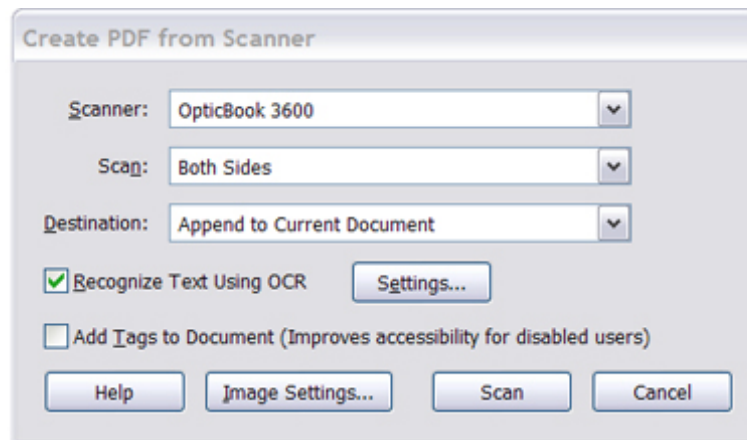 Create PDF from Scanner
Scanner: OpticBook 3600
Scan: Both Sides
Destination: Append to Current Document
Recognize Text Using OCR Settings...
Add Tags to Document (Improves accessibility for disabled users)
Help Image Settings... Scan Cancel